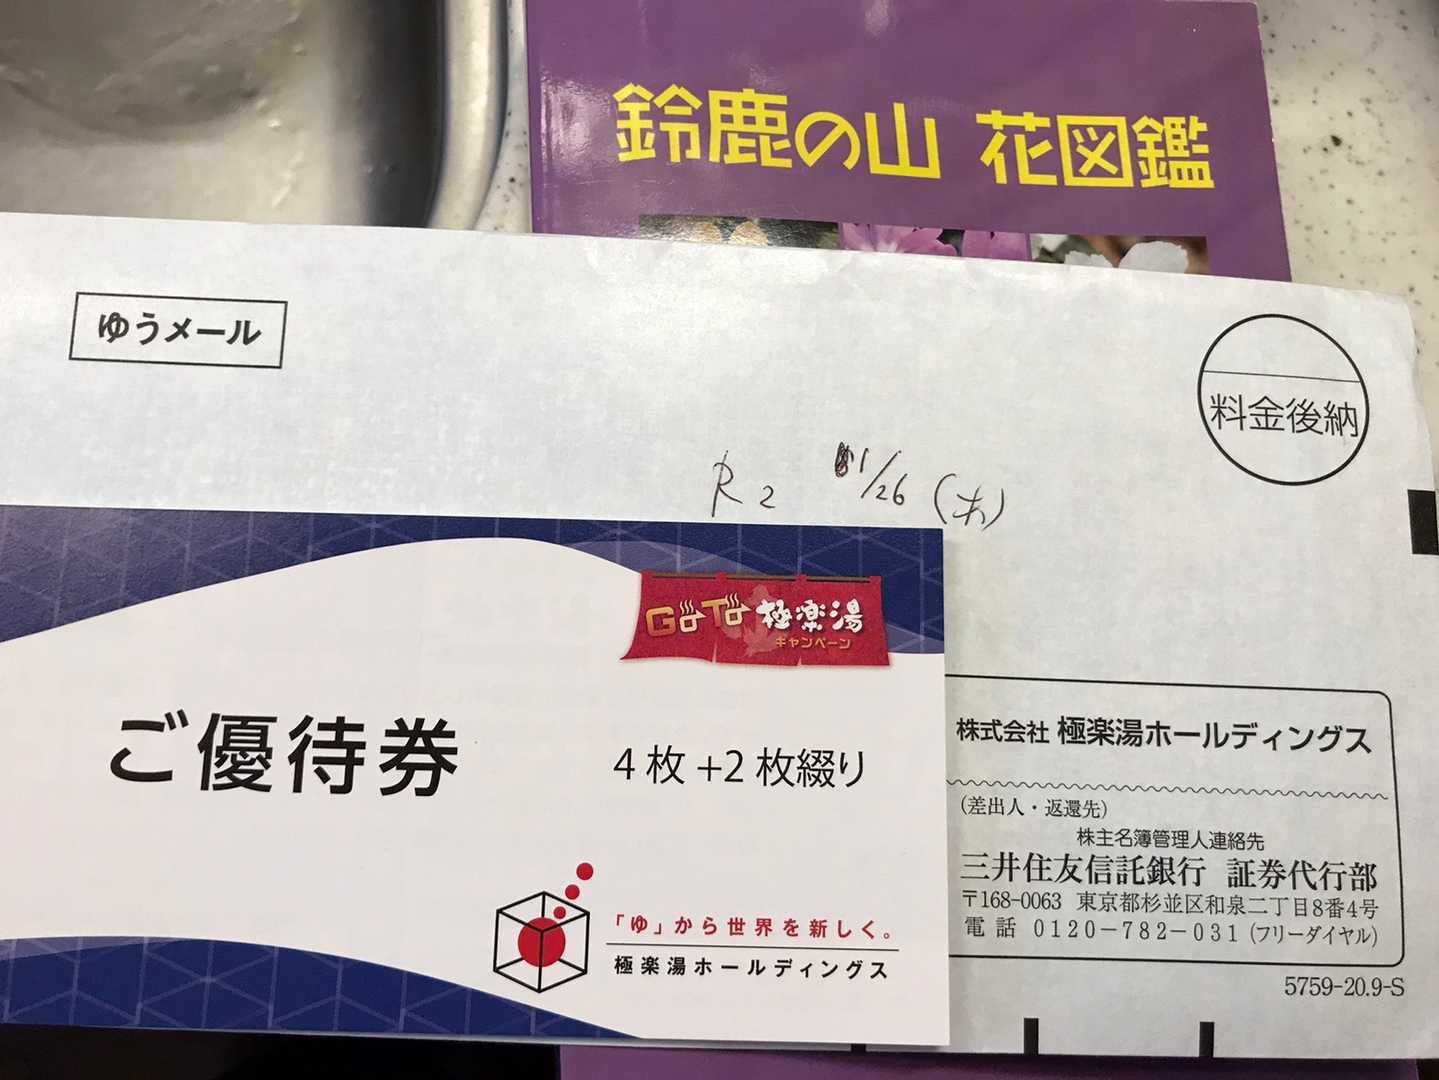 鈴鹿の山 花図鑑
ゆうメール
料金後納
R2 11/26 (木)
GoTo 極楽湯
キャンペーン
ご優待券
4枚+2枚綴り
「ゆ」から世界を新しく。
極楽湯ホールディングス
株式会社 極楽湯ホールディングス
(差出人・返還先)
株主名簿管理人連絡先
三井住友信託銀行 証券代行部
〒168-0063 東京都杉並区和泉二丁目8番4号
電話 0120-782-031 (フリーダイヤル)
5759-20.9-S